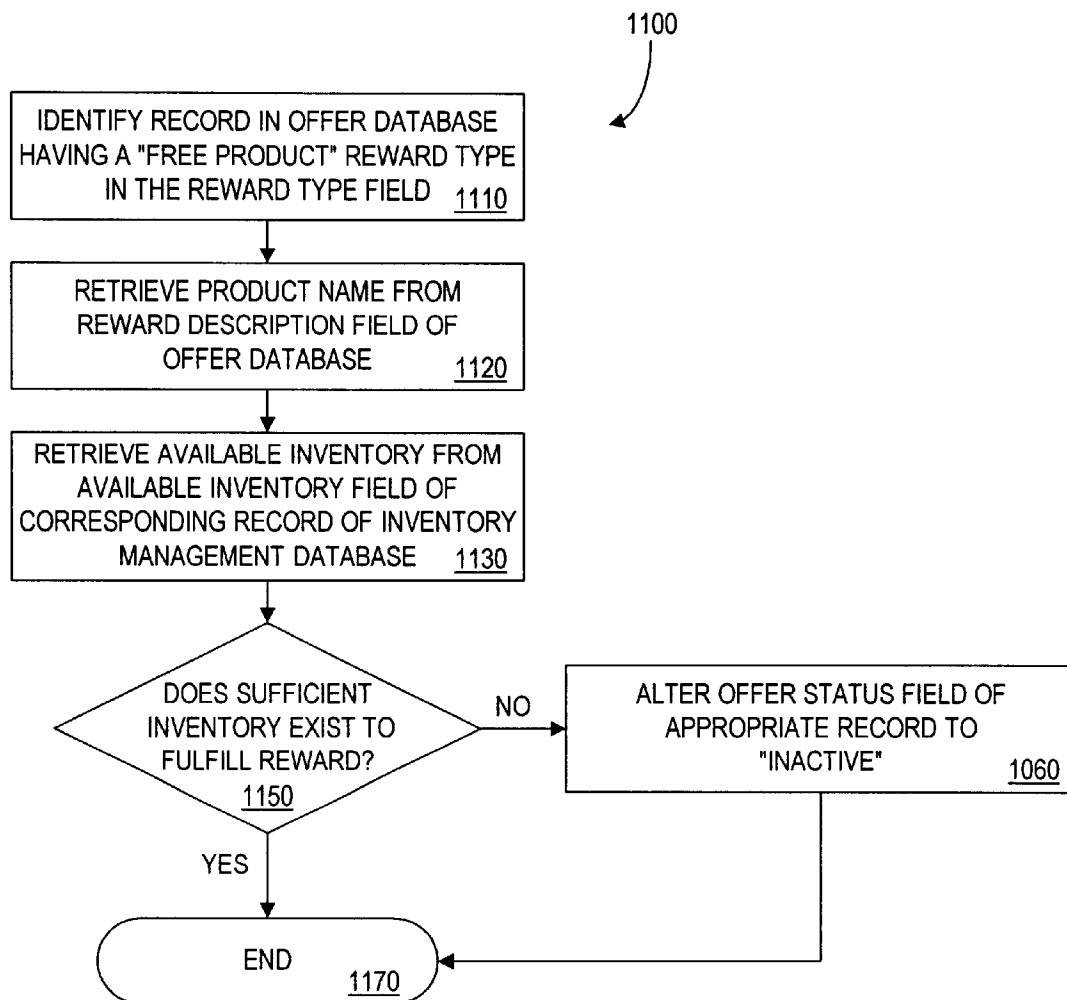 1100
IDENTIFY RECORD IN OFFER DATABASE
HAVING A "FREE PRODUCT" REWARD TYPE
IN THE REWARD TYPE FIELD
1110
RETRIEVE PRODUCT NAME FROM
REWARD DESCRIPTION FIELD OF
OFFER DATABASE
1120
RETRIEVE AVAILABLE INVENTORY FROM
AVAILABLE INVENTORY FIELD OF
CORRESPONDING RECORD OF INVENTORY
MANAGEMENT DATABASE
1130
DOES SUFFICIENT
INVENTORY EXIST TO
FULFILL REWARD?
1150
NO
ALTER OFFER STATUS FIELD OF
APPROPRIATE RECORD TO
"INACTIVE"
1060
YES
END
1170